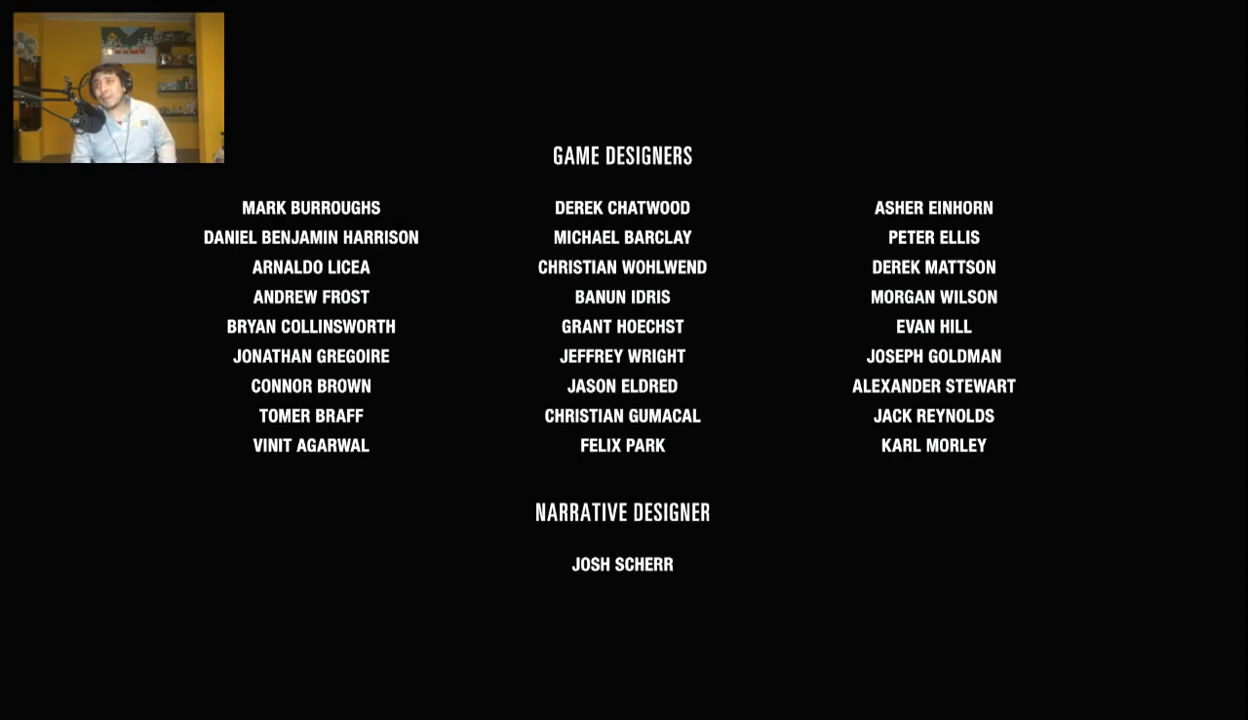 GAME DESIGNERS
MARK BURROUGHS DEREK CHATWOOD ASHER EINHORN
DANIEL BENJAMIN HARRISON MICHAEL BARCLAY PETER ELLIS
ARNALDO LICEA CHRISTIAN WOHLWEND DEREK MATTSON
ANDREW FROST BANUN IDRIS MORGAN WILSON
BRYAN COLLINSWORTH GRANT HOECHST EVAN HILL
JONATHAN GREGOIRE JEFFREY WRIGHT JOSEPH GOLDMAN
CONNOR BROWN JASON ELDRED ALEXANDER STEWART
TOMER BRAFF CHRISTIAN GUMACAL JACK REYNOLDS
VINIT AGARWAL FELIX PARK KARL MORLEY
NARRATIVE DESIGNER
JOSH SCHERR